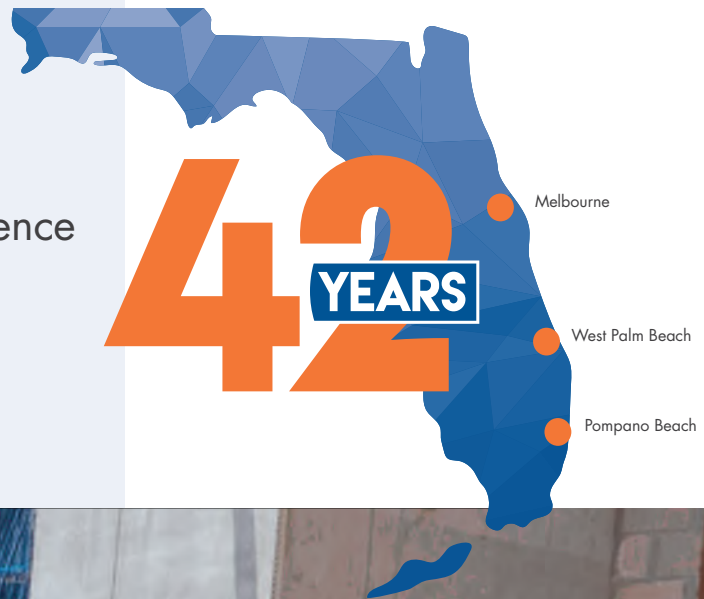 ence
42
YEARS
Melbourne
West Palm Beach
Pompano Beach